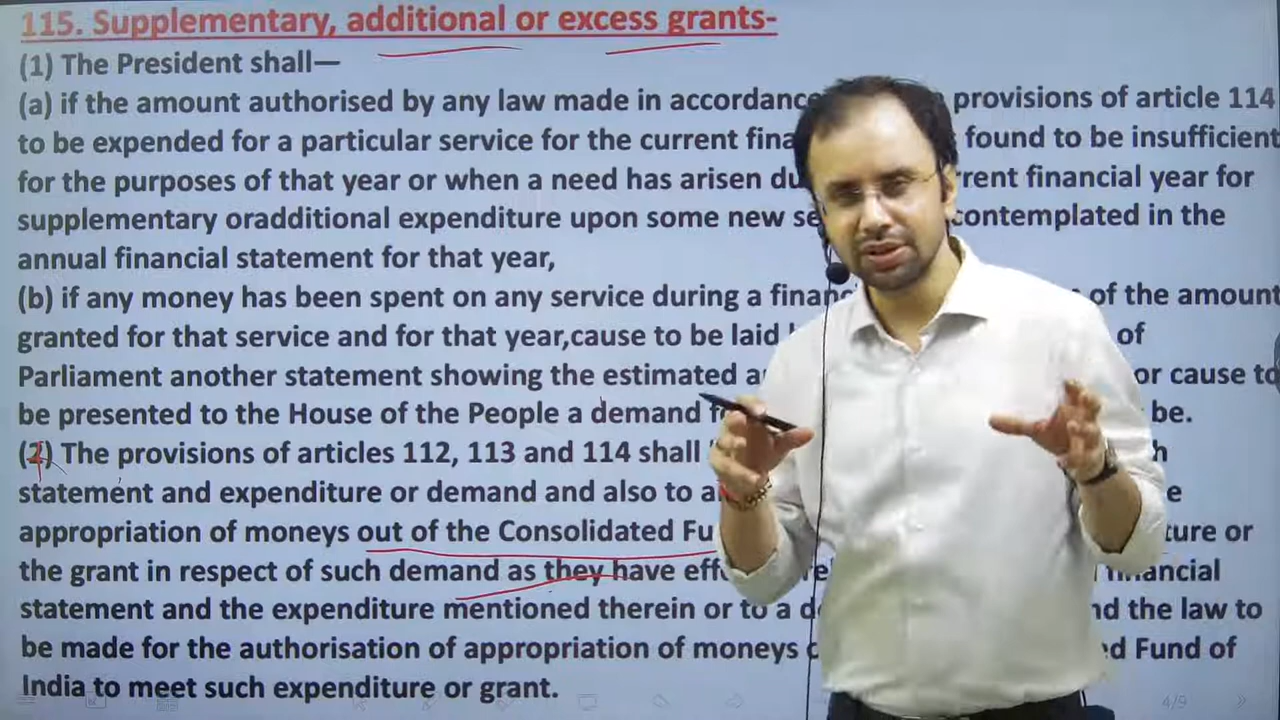 115. Supplementary, additional or excess grants-
(1) The President shall—
(a) if the amount authorised by any law made in accordance provisions of article 114
to be expended for a particular service for the current fina found to be insufficient
for the purposes of that year or when a need has arisen du rrent financial year for
supplementary oradditional expenditure upon some new se contemplated in the
annual financial statement for that year,
(b) if any money has been spent on any service during a financ of the amount
granted for that service and for that year,cause to be laid of
Parliament another statement showing the estimated a or cause to
be presented to the House of the People a demand f be.
(2) The provisions of articles 112, 113 and 114 shall h
statement and expenditure or demand and also to a e
appropriation of moneys out of the Consolidated Fu ture or
the grant in respect of such demand as they have eff rel financial
statement and the expenditure mentioned therein or to a d nd the law to
be made for the authorisation of appropriation of moneys ed Fund of
India to meet such expenditure or grant.
4/9